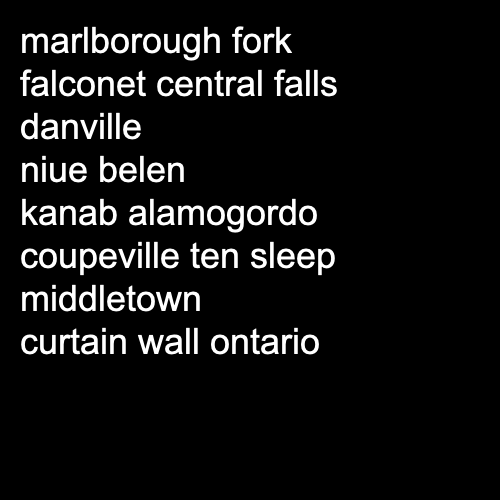 marlborough fork
falconet central falls
danville
niue belen
kanab alamogordo
coupeville ten sleep
middletown
curtain wall ontario